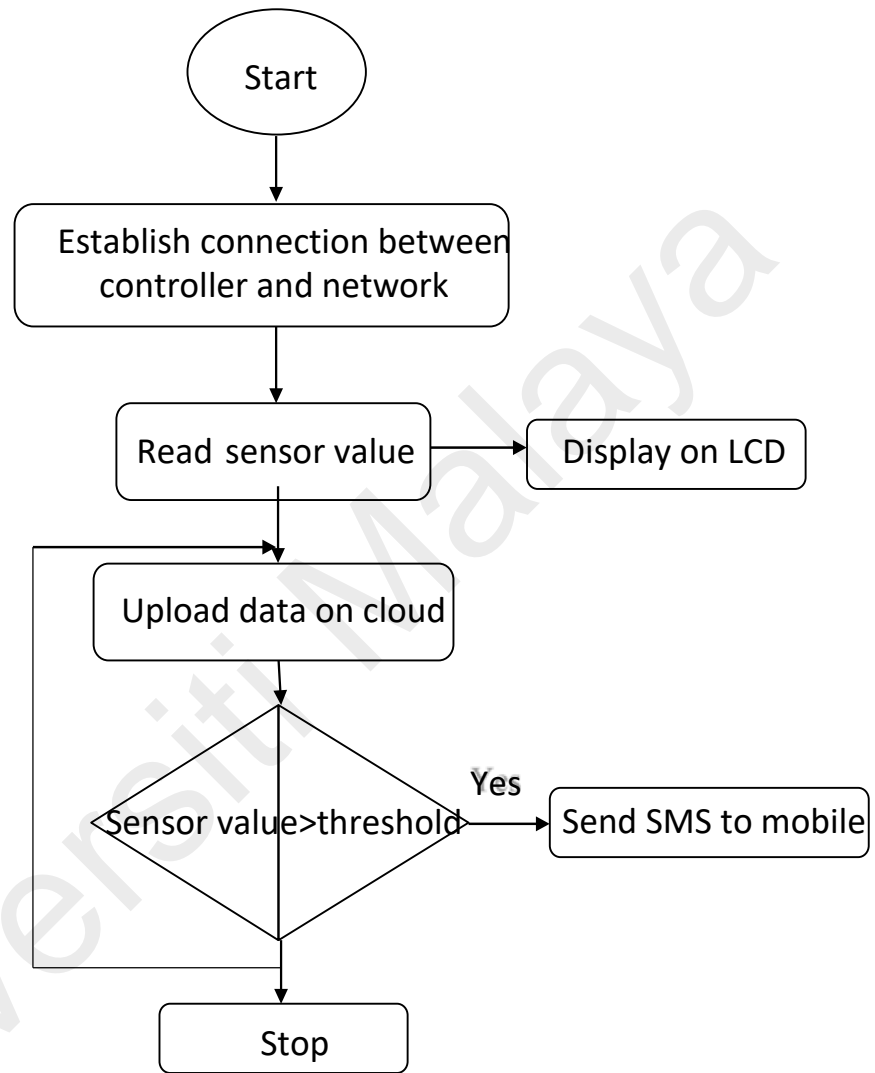 Start
Establish connection between
controller and network
Read sensor value
Display on LCD
Upload data on cloud
Yes
Sensor value>threshold
Send SMS to mobile
Stop
versiti Malaya